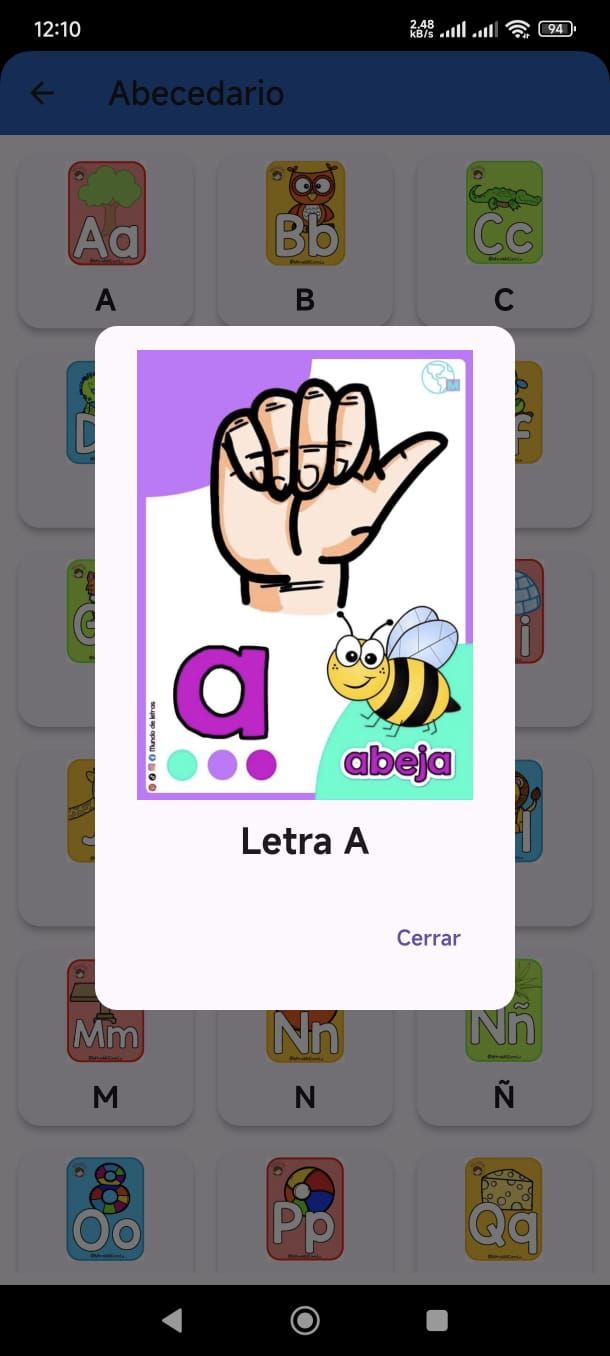 12:10
2,48
kB/s
94
Abecedario
Aa
Bb
Cc
A
B
C
D
f
G
i
l
M
abeja
a
Mundo de letras
Letra A
Cerrar
Mm
Nn
Ññ
M
N
Ñ
Oo
Pp
Qq